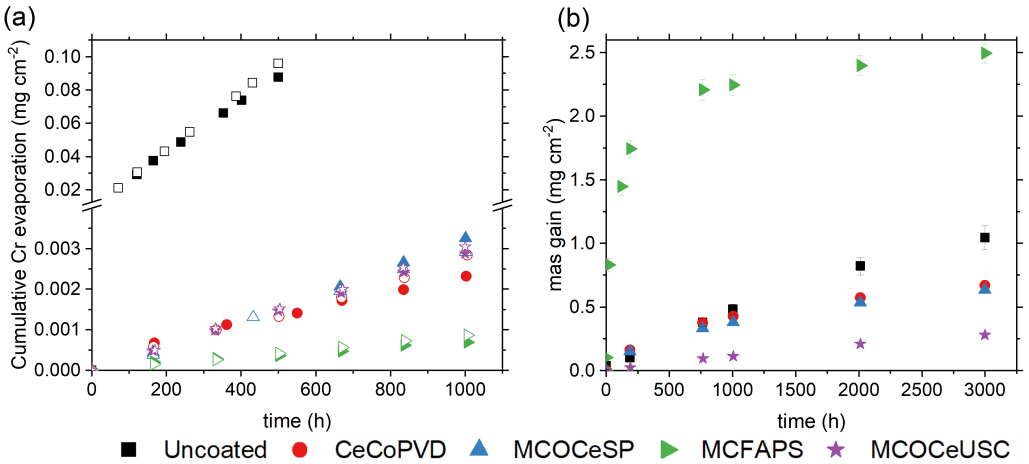 (a)
Cumulative Cr evaporation (mg cm-2)
0.10
0.08
0.06
0.04
0.02
0.003
0.002
0.001
0.000
0 200 400 600 800 1000
time (h)
(b)
mas gain (mg cm-2)
2.5
2.0
1.5
1.0
0.5
0.0
0 500 1000 1500 2000 2500 3000
time (h)
Uncoated CeCoPVD MCOCeSP MCFAPS MCOCeUSC